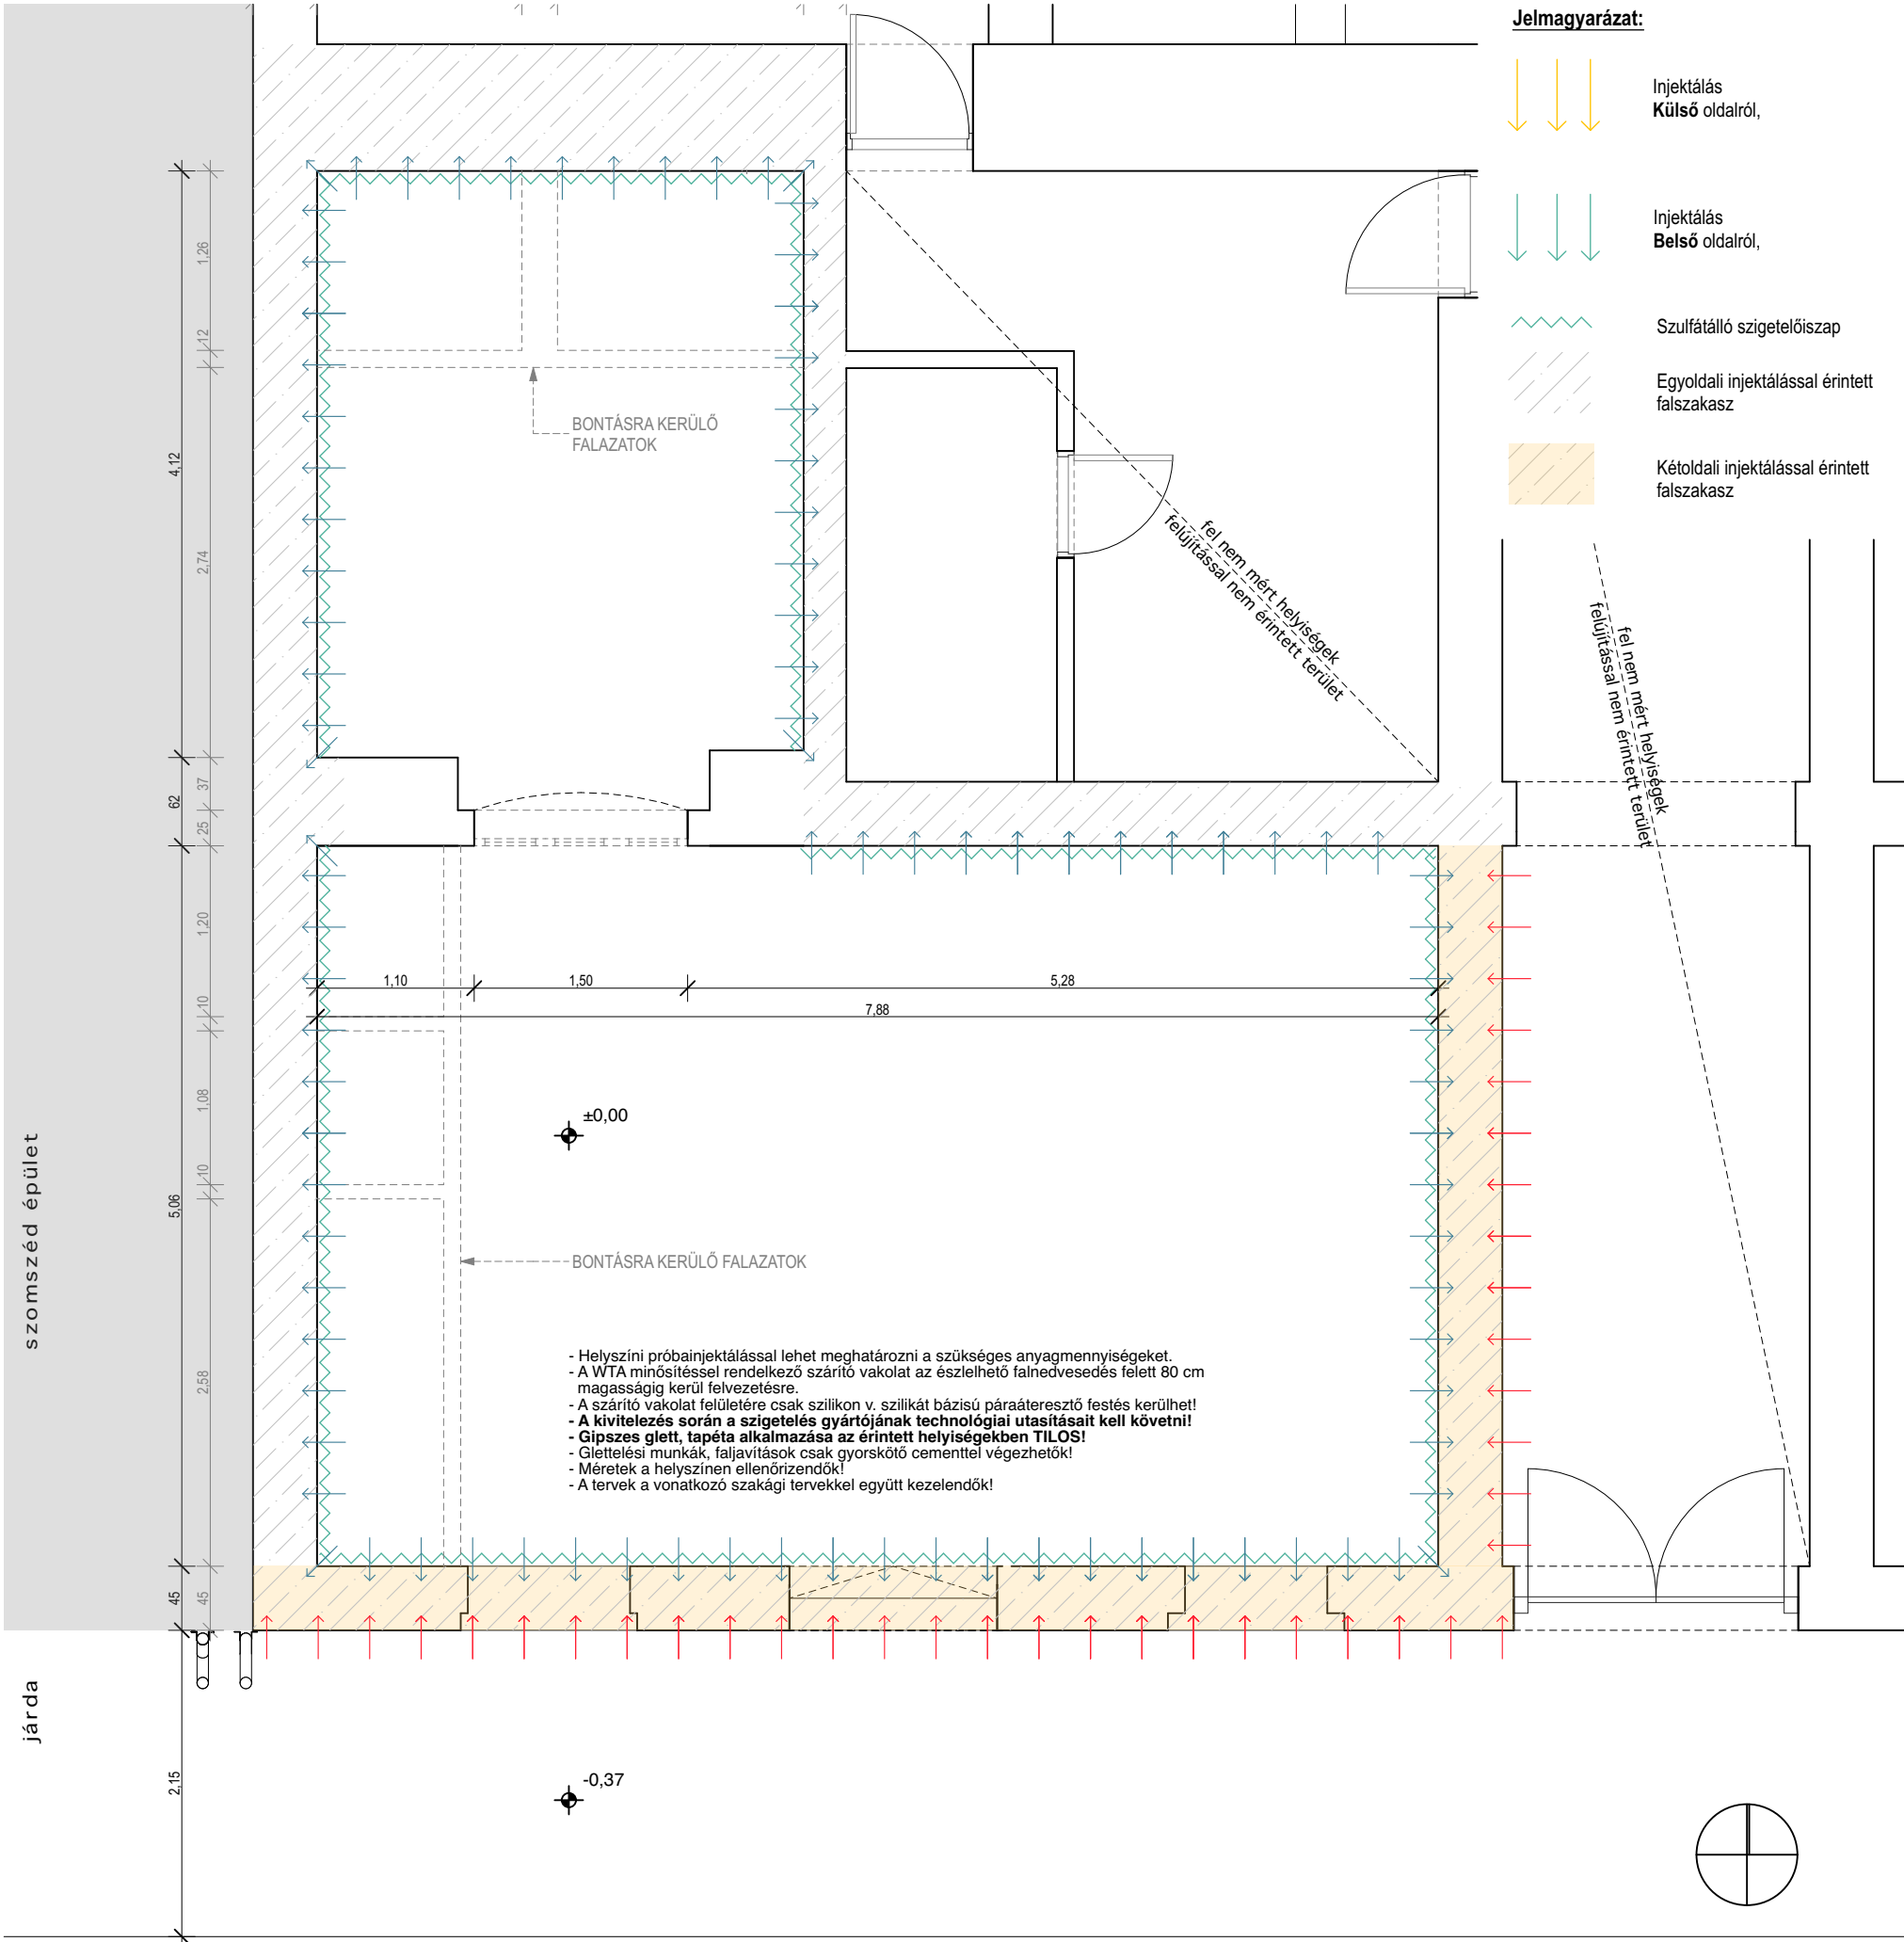 Jelmagyarázat:
Injektálás
Külső oldalról,
Injektálás
Belső oldalról,
Szulfátálló szigetelőiszap
Egyoldali injektálással érintett
falszakasz
Kétoldali injektálással érintett
falszakasz
BONTÁSRA KERÜLŐ
FALAZATOK
fel nem mért helyiségek
felújítással nem érintett terület
fel nem mért helyiségek
felújítással nem érintett terület
1,26
12
4,12
2,74
37
62
25
1,20
10
1,08
10
5,06
2,58
45
45
2,15
1,10
1,50
5,28
7,88
±0,00
BONTÁSRA KERÜLŐ FALAZATOK
- Helyszíni próbainjektálással lehet meghatározni a szükséges anyagmennyiségeket.
- A WTA minősítéssel rendelkező szárító vakolat az észlelhető falnedvesedés felett 80 cm
magasságig kerül felvezetésre.
- A szárító vakolat felületére csak szilikon v. szilikát bázisú páraáteresztő festés kerülhet!
- A kivitelezés során a szigetelés gyártójának technológiai utasításait kell követni!
- Gipszes glett, tapéta alkalmazása az érintett helyiségekben TILOS!
- Glettelési munkák, faljavítások csak gyorskötő cementtel végezhetők!
- Méretek a helyszínen ellenőrizendők!
- A tervek a vonatkozó szakági tervekkel együtt kezelendők!
szomszéd épület
járda
-0,37